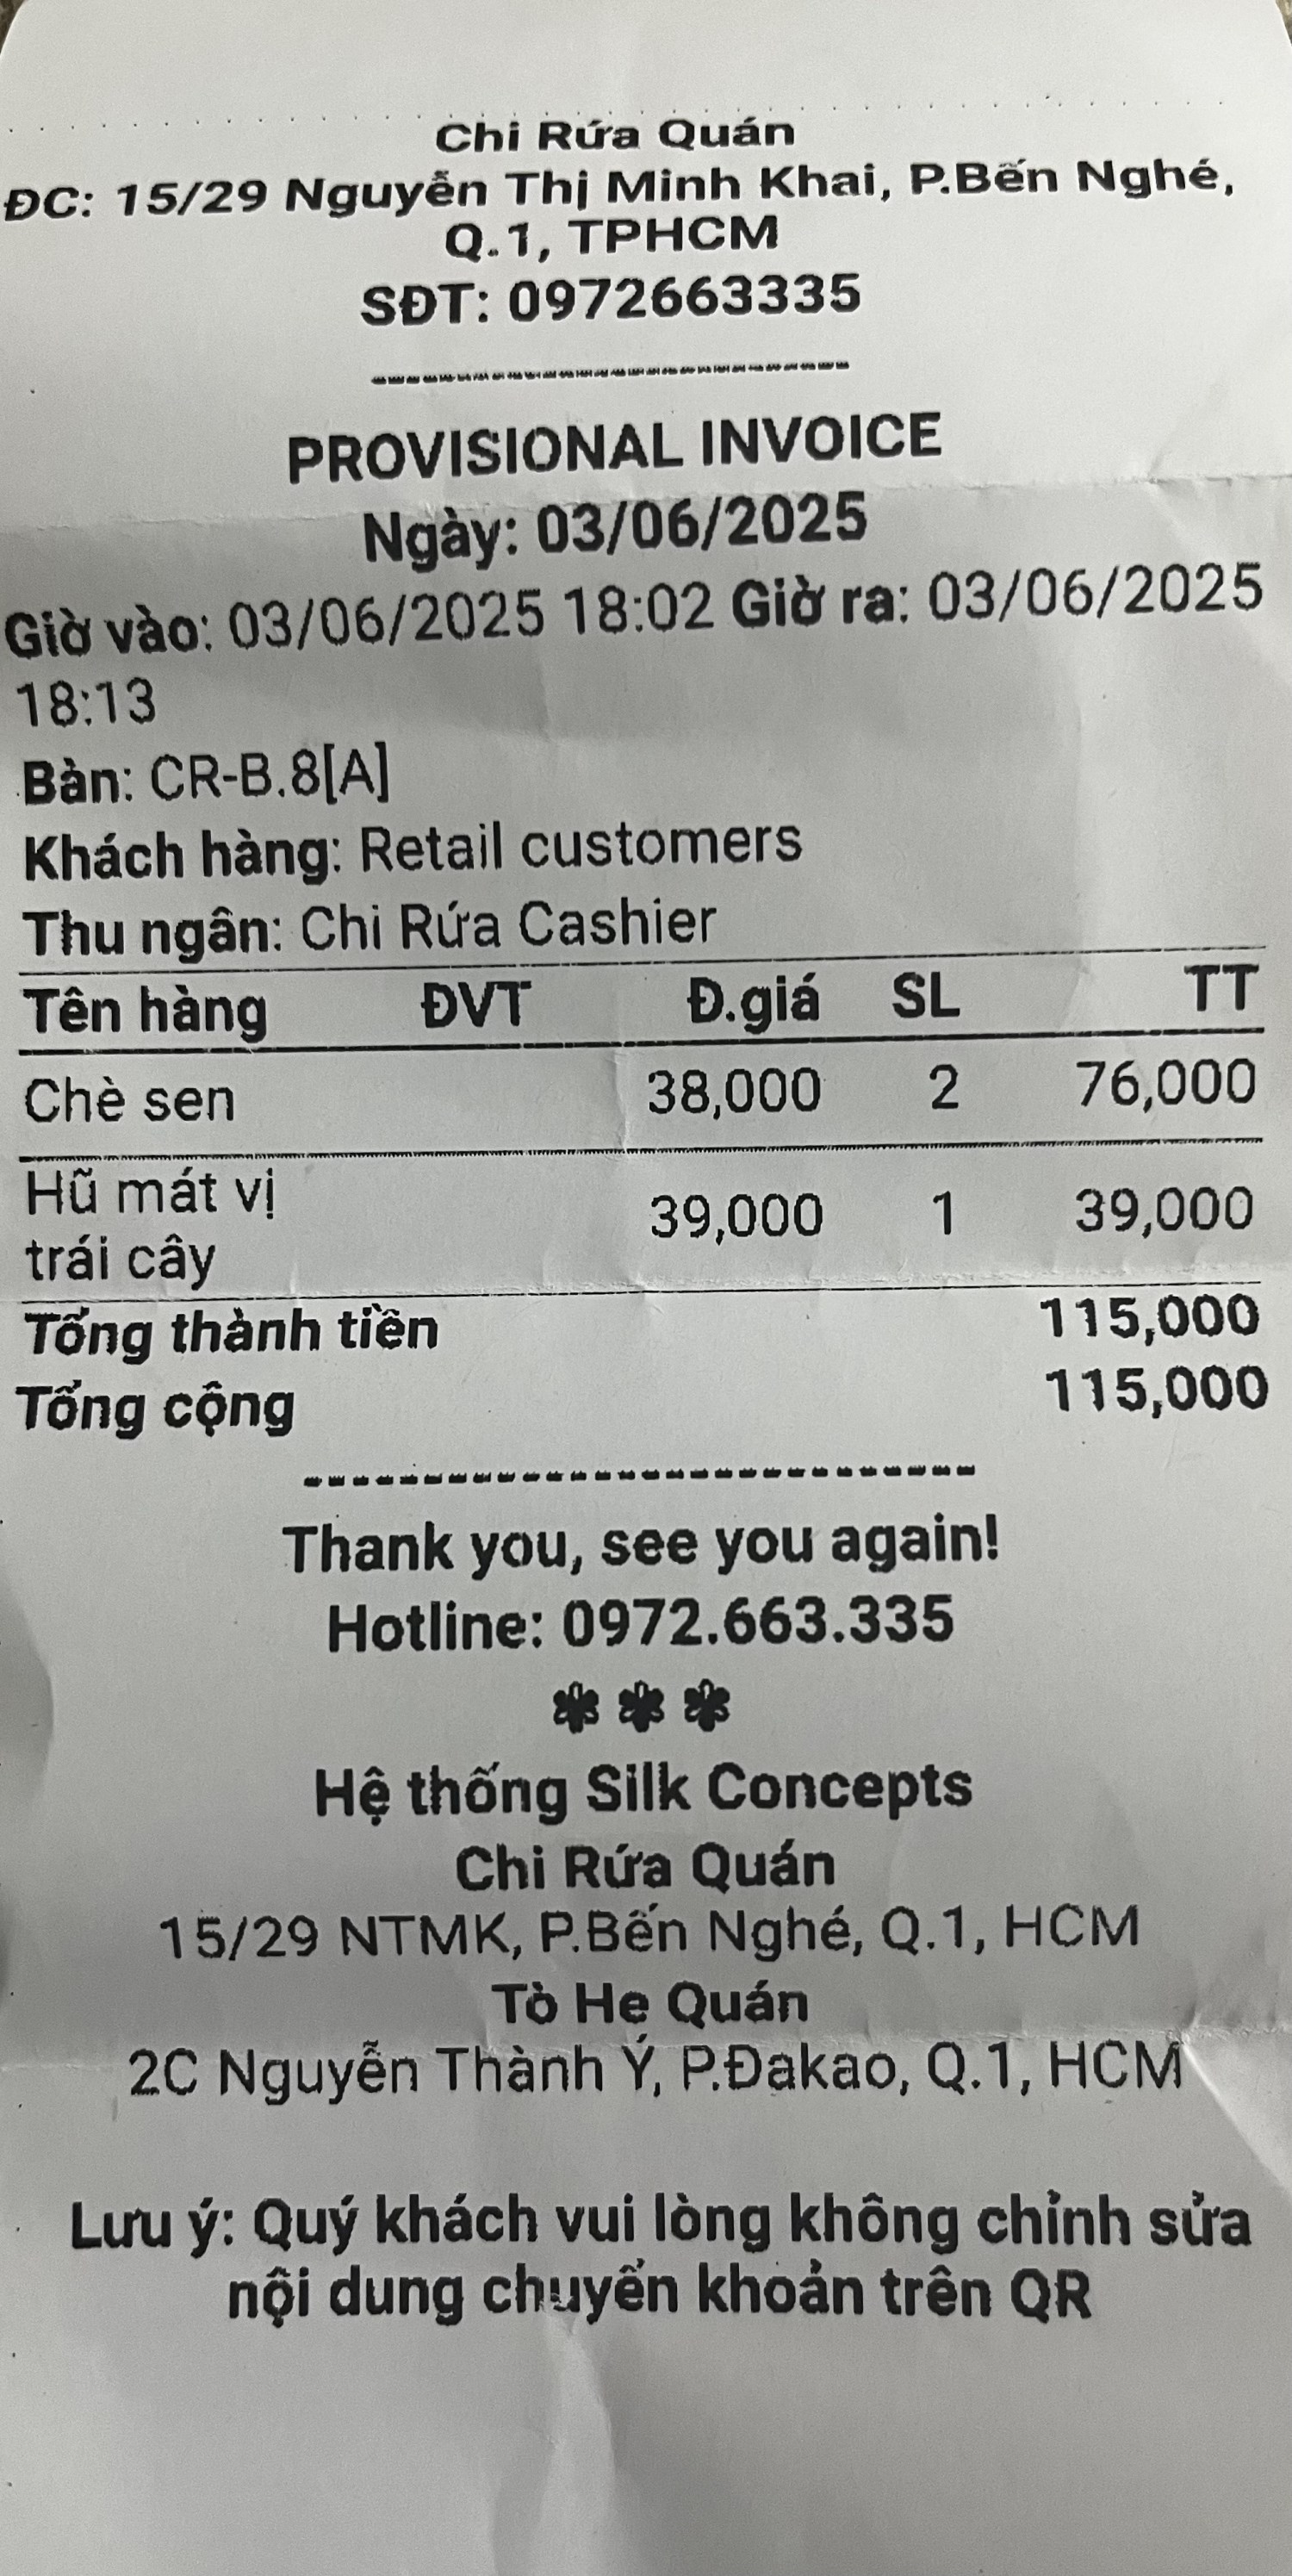 Chi Rứa Quán
ĐC: 15/29 Nguyễn Thị Minh Khai, P.Bến Nghé,
Q.1, TPHCM
SĐT: 0972663335
PROVISIONAL INVOICE
Ngày: 03/06/2025
Giờ vào: 03/06/2025 18:02 Giờ ra: 03/06/2025
18:13
Bàn: CR-B.8[A]
Khách hàng: Retail customers
Thu ngân: Chi Rứa Cashier
Tên hàng ĐVT Đ.giá SL TT
Chè sen 38,000 2 76,000
Hũ mát vị
trái cây 39,000 1 39,000
Tổng thành tiền 115,000
Tổng cộng 115,000
Thank you, see you again!
Hotline: 0972.663.335
✽ ✽ ✽
Hệ thống Silk Concepts
Chi Rứa Quán
15/29 NTMK, P.Bến Nghé, Q.1, HCM
Tò He Quán
2C Nguyễn Thành Ý, P.Đakao, Q.1, HCM
Lưu ý: Quý khách vui lòng không chỉnh sửa
nội dung chuyển khoản trên QR